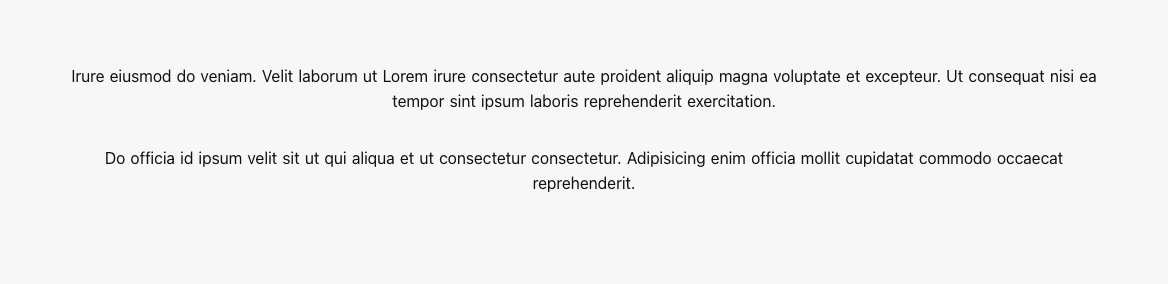 Irure eiusmod do veniam. Velit laborum ut Lorem irure consectetur aute proident aliquip magna voluptate et excepteur. Ut consequat nisi ea
tempor sint ipsum laboris reprehenderit exercitation.
Do officia id ipsum velit sit ut qui aliqua et ut consectetur consectetur. Adipisicing enim officia mollit cupidatat commodo occaecat
reprehenderit.